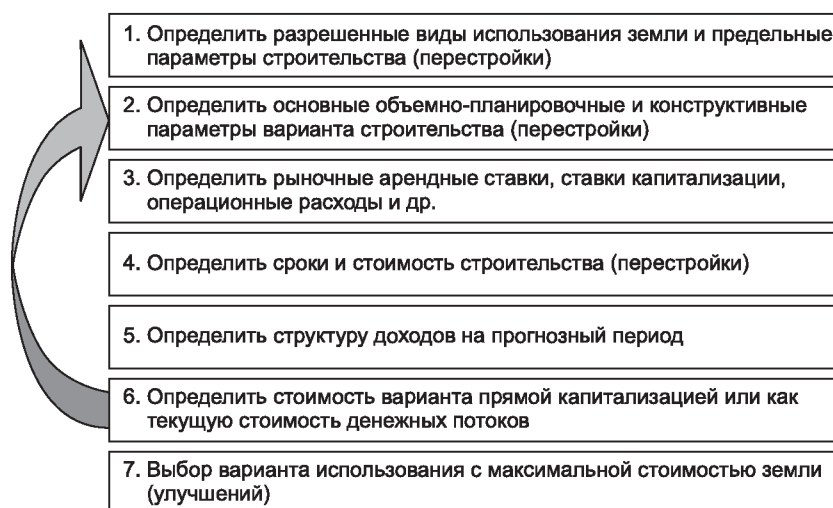 1. Определить разрешенные виды использования земли и предельные
параметры строительства (перестройки)
2. Определить основные объемно-планировочные и конструктивные
параметры варианта строительства (перестройки)
3. Определить рыночные арендные ставки, ставки капитализации,
операционные расходы и др.
4. Определить сроки и стоимость строительства (перестройки)
5. Определить структуру доходов на прогнозный период
6. Определить стоимость варианта прямой капитализацией или как
текущую стоимость денежных потоков
7. Выбор варианта использования с максимальной стоимостью земли
(улучшений)